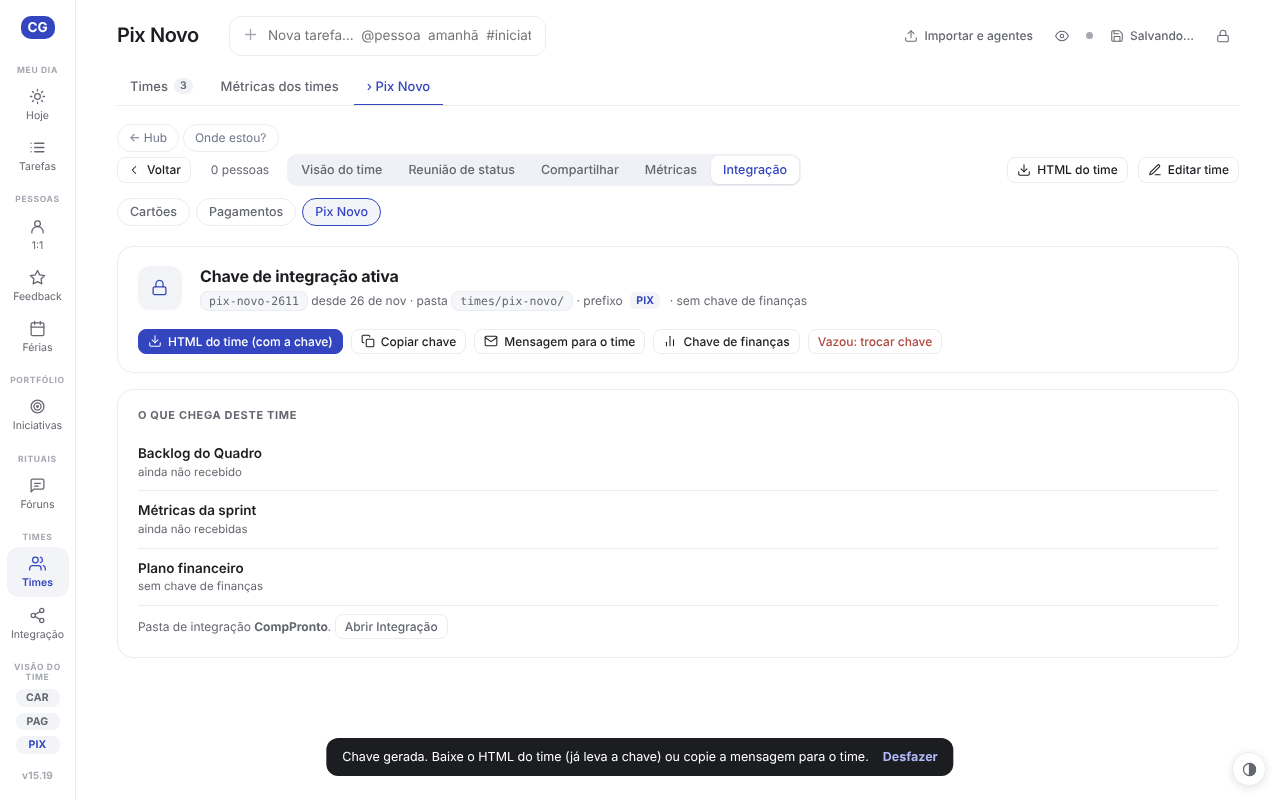 CG
Pix Novo
Nova tarefa... @pessoa amanhã #iniciat
Importar e agentes
Salvando...
MEU DIA
Hoje
Tarefas
PESSOAS
1:1
Feedback
Férias
PORTFÓLIO
Iniciativas
RITUAIS
Fóruns
TIMES
Times
Integração
VISÃO DO
TIME
CAR
PAG
PIX
v15.19
Times 3 Métricas dos times › Pix Novo
← Hub Onde estou?
Voltar 0 pessoas Visão do time Reunião de status Compartilhar Métricas Integração HTML do time Editar time
Cartões Pagamentos Pix Novo
Chave de integração ativa
pix-novo-2611 desde 26 de nov · pasta times/pix-novo/ · prefixo PIX · sem chave de finanças
HTML do time (com a chave) Copiar chave Mensagem para o time Chave de finanças Vazou: trocar chave
O QUE CHEGA DESTE TIME
Backlog do Quadro
ainda não recebido
Métricas da sprint
ainda não recebidas
Plano financeiro
sem chave de finanças
Pasta de integração CompPronto. Abrir Integração
Chave gerada. Baixe o HTML do time (já leva a chave) ou copie a mensagem para o time. Desfazer